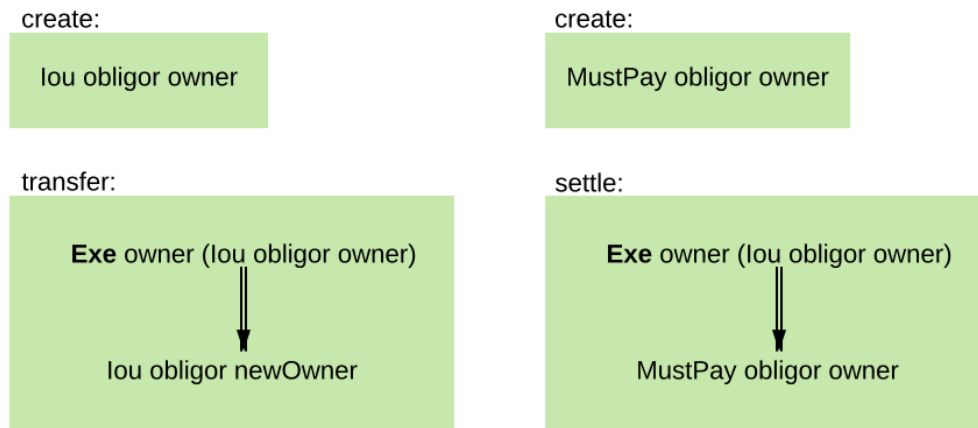 create:
Iou obligor owner
create:
MustPay obligor owner
transfer:
Exe owner (Iou obligor owner)
Iou obligor newOwner
settle:
Exe owner (Iou obligor owner)
MustPay obligor owner